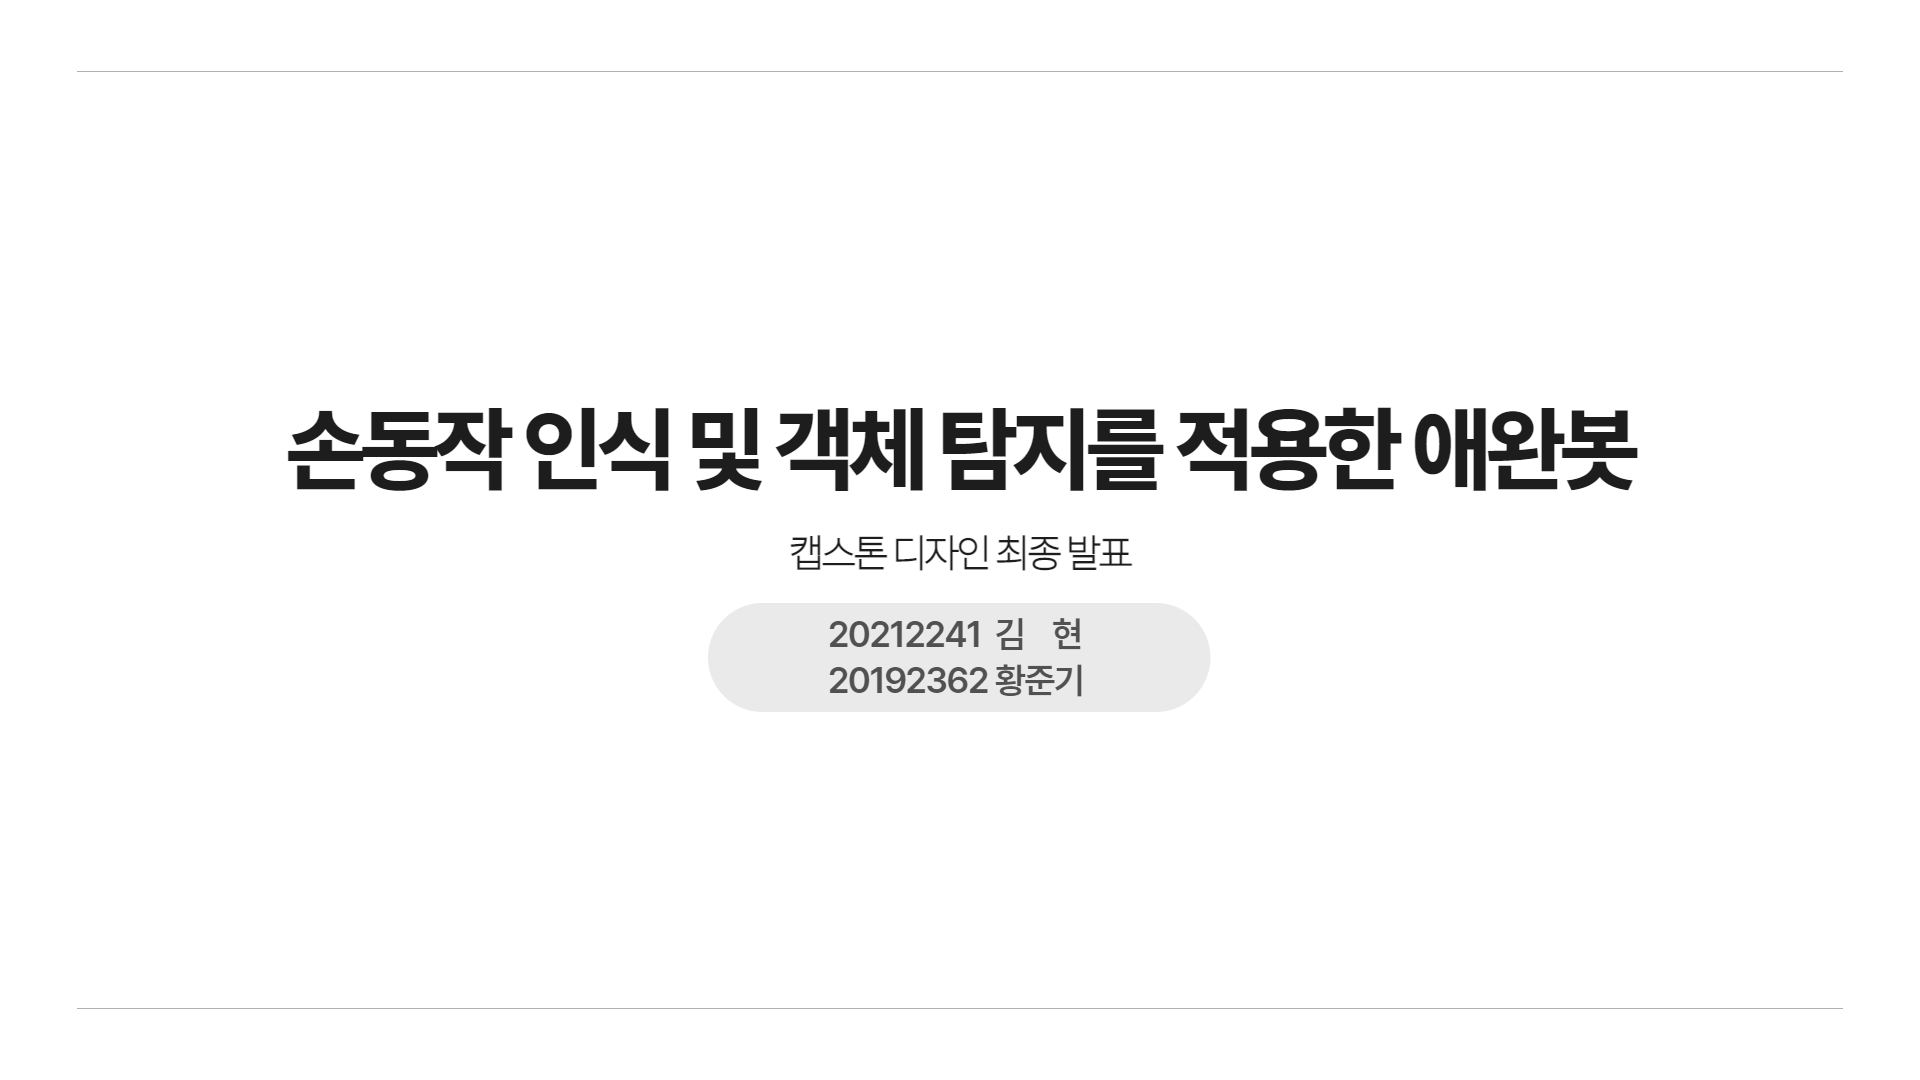 손동작 인식 및 객체 탐지를 적용한 애완봇
캡스톤 디자인 최종 발표
20212241 김 현
20192362 황준기